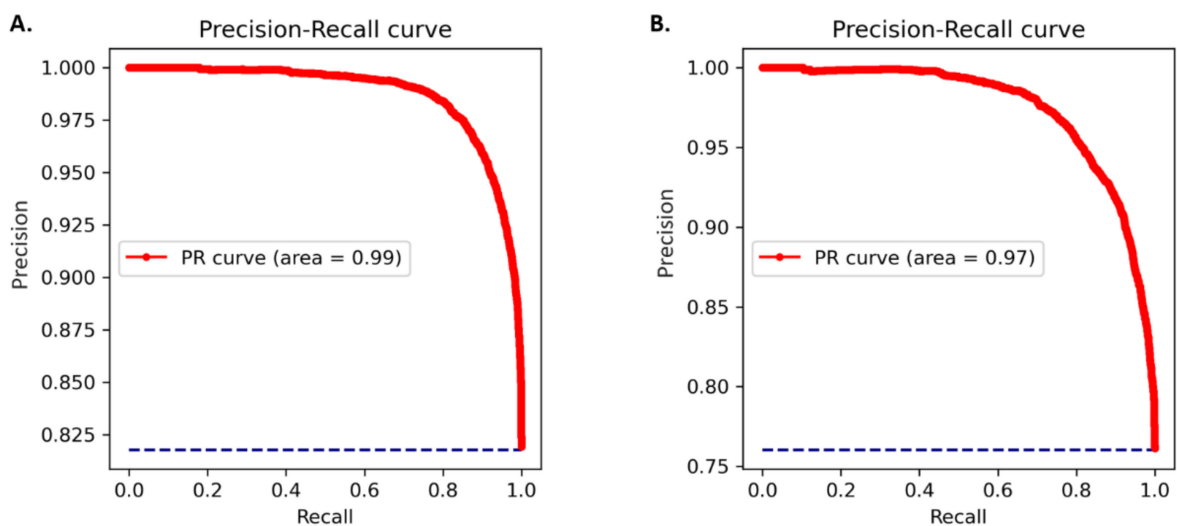 A.
Precision-Recall curve
1.000
0.975
0.950
0.925
0.900
0.875
0.850
0.825
Precision
PR curve (area = 0.99)
0.0 0.2 0.4 0.6 0.8 1.0
Recall
B.
Precision-Recall curve
1.00
0.95
0.90
0.85
0.80
0.75
Precision
PR curve (area = 0.97)
0.0 0.2 0.4 0.6 0.8 1.0
Recall